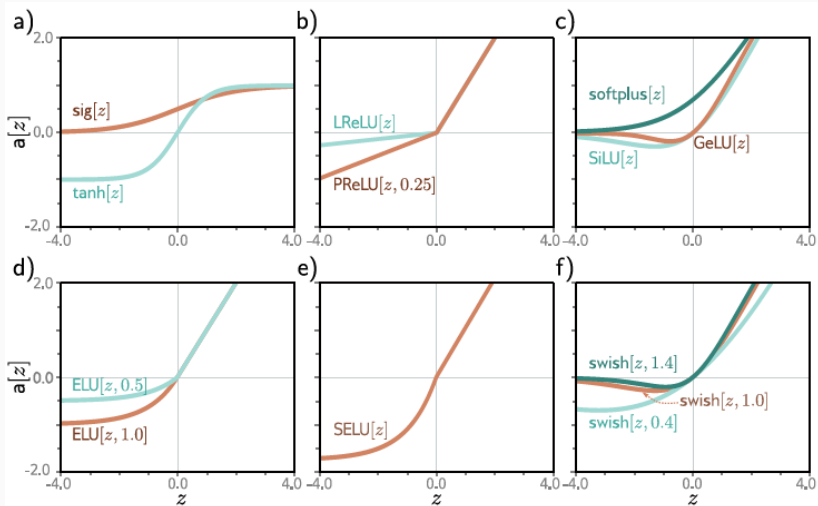 a)
b)
c)
2.0
sig[z]
LReLU[z]
softplus[z]
a[z]
0.0
GeLU[z]
SiLU[z]
tanh[z]
PReLU[z, 0.25]
-2.0
-4.0 0.0 4.0
-4.0 0.0 4.0
-4.0 0.0 4.0
d)
e)
f)
2.0
a[z]
0.0
ELU[z, 0.5]
swish[z, 1.4]
swish[z, 1.0]
ELU[z, 1.0]
SELU[z]
swish[z, 0.4]
-2.0
-4.0 0.0 4.0
-4.0 0.0 4.0
-4.0 0.0 4.0
z
z
z